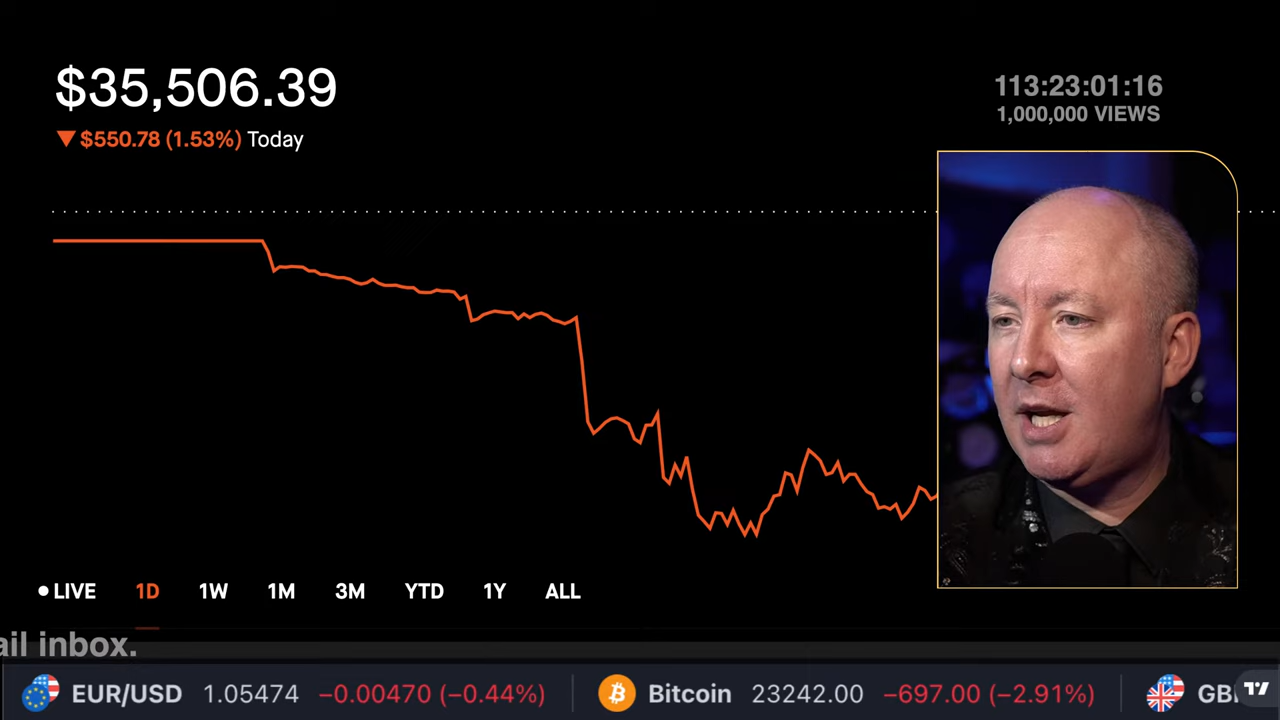 $35,506.39
▼ $550.78 (1.53%) Today
113:23:01:16
1,000,000 VIEWS
LIVE 1D 1W 1M 3M YTD 1Y ALL
inbox.
EUR/USD 1.05474 −0.00470 (−0.44%) Bitcoin 23242.00 −697.00 (−2.91%)